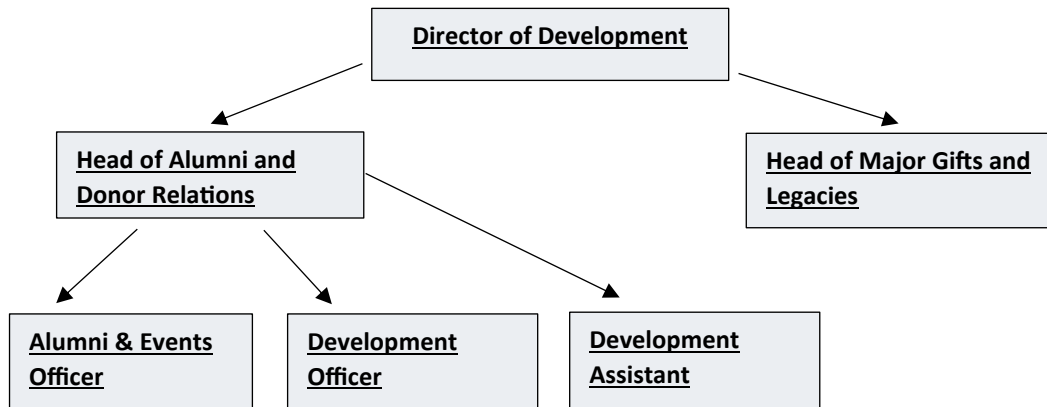 Director of Development
Head of Alumni and
Donor Relations
Head of Major Gifts and
Legacies
Alumni & Events
Officer
Development
Officer
Development
Assistant